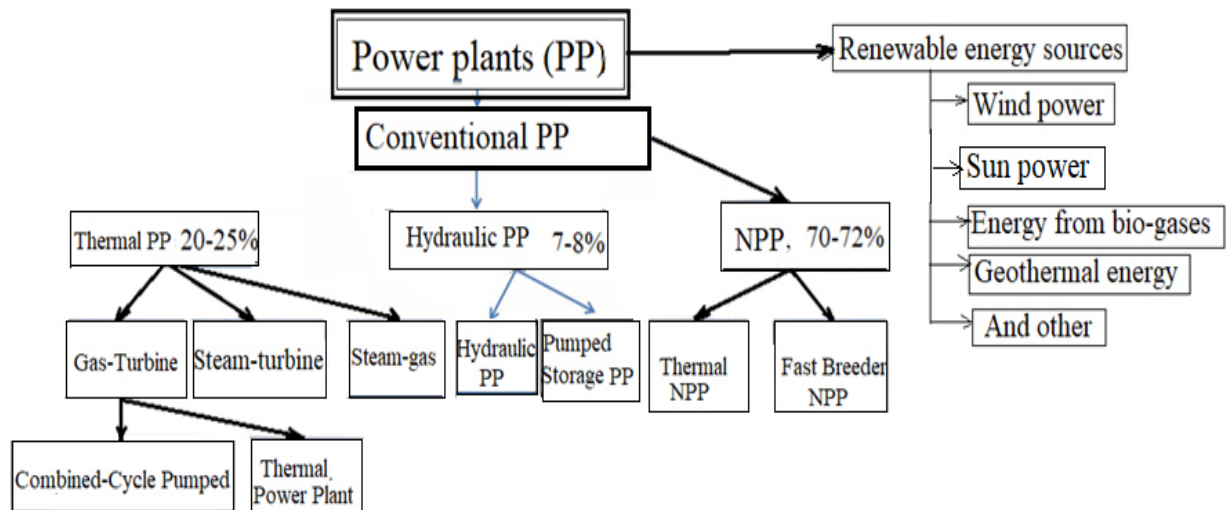 Power plants (PP)
Renewable energy sources
Wind power
Conventional PP
Sun power
Thermal PP 20-25%
Hydraulic PP 7-8%
NPP, 70-72%
Energy from bio-gases
Geothermal energy
And other
Gas-Turbine
Steam-turbine
Steam-gas
Hydraulic
PP
Pumped
Storage PP
Thermal
NPP
Fast Breeder
NPP
Combined-Cycle Pumped
Thermal
Power Plant